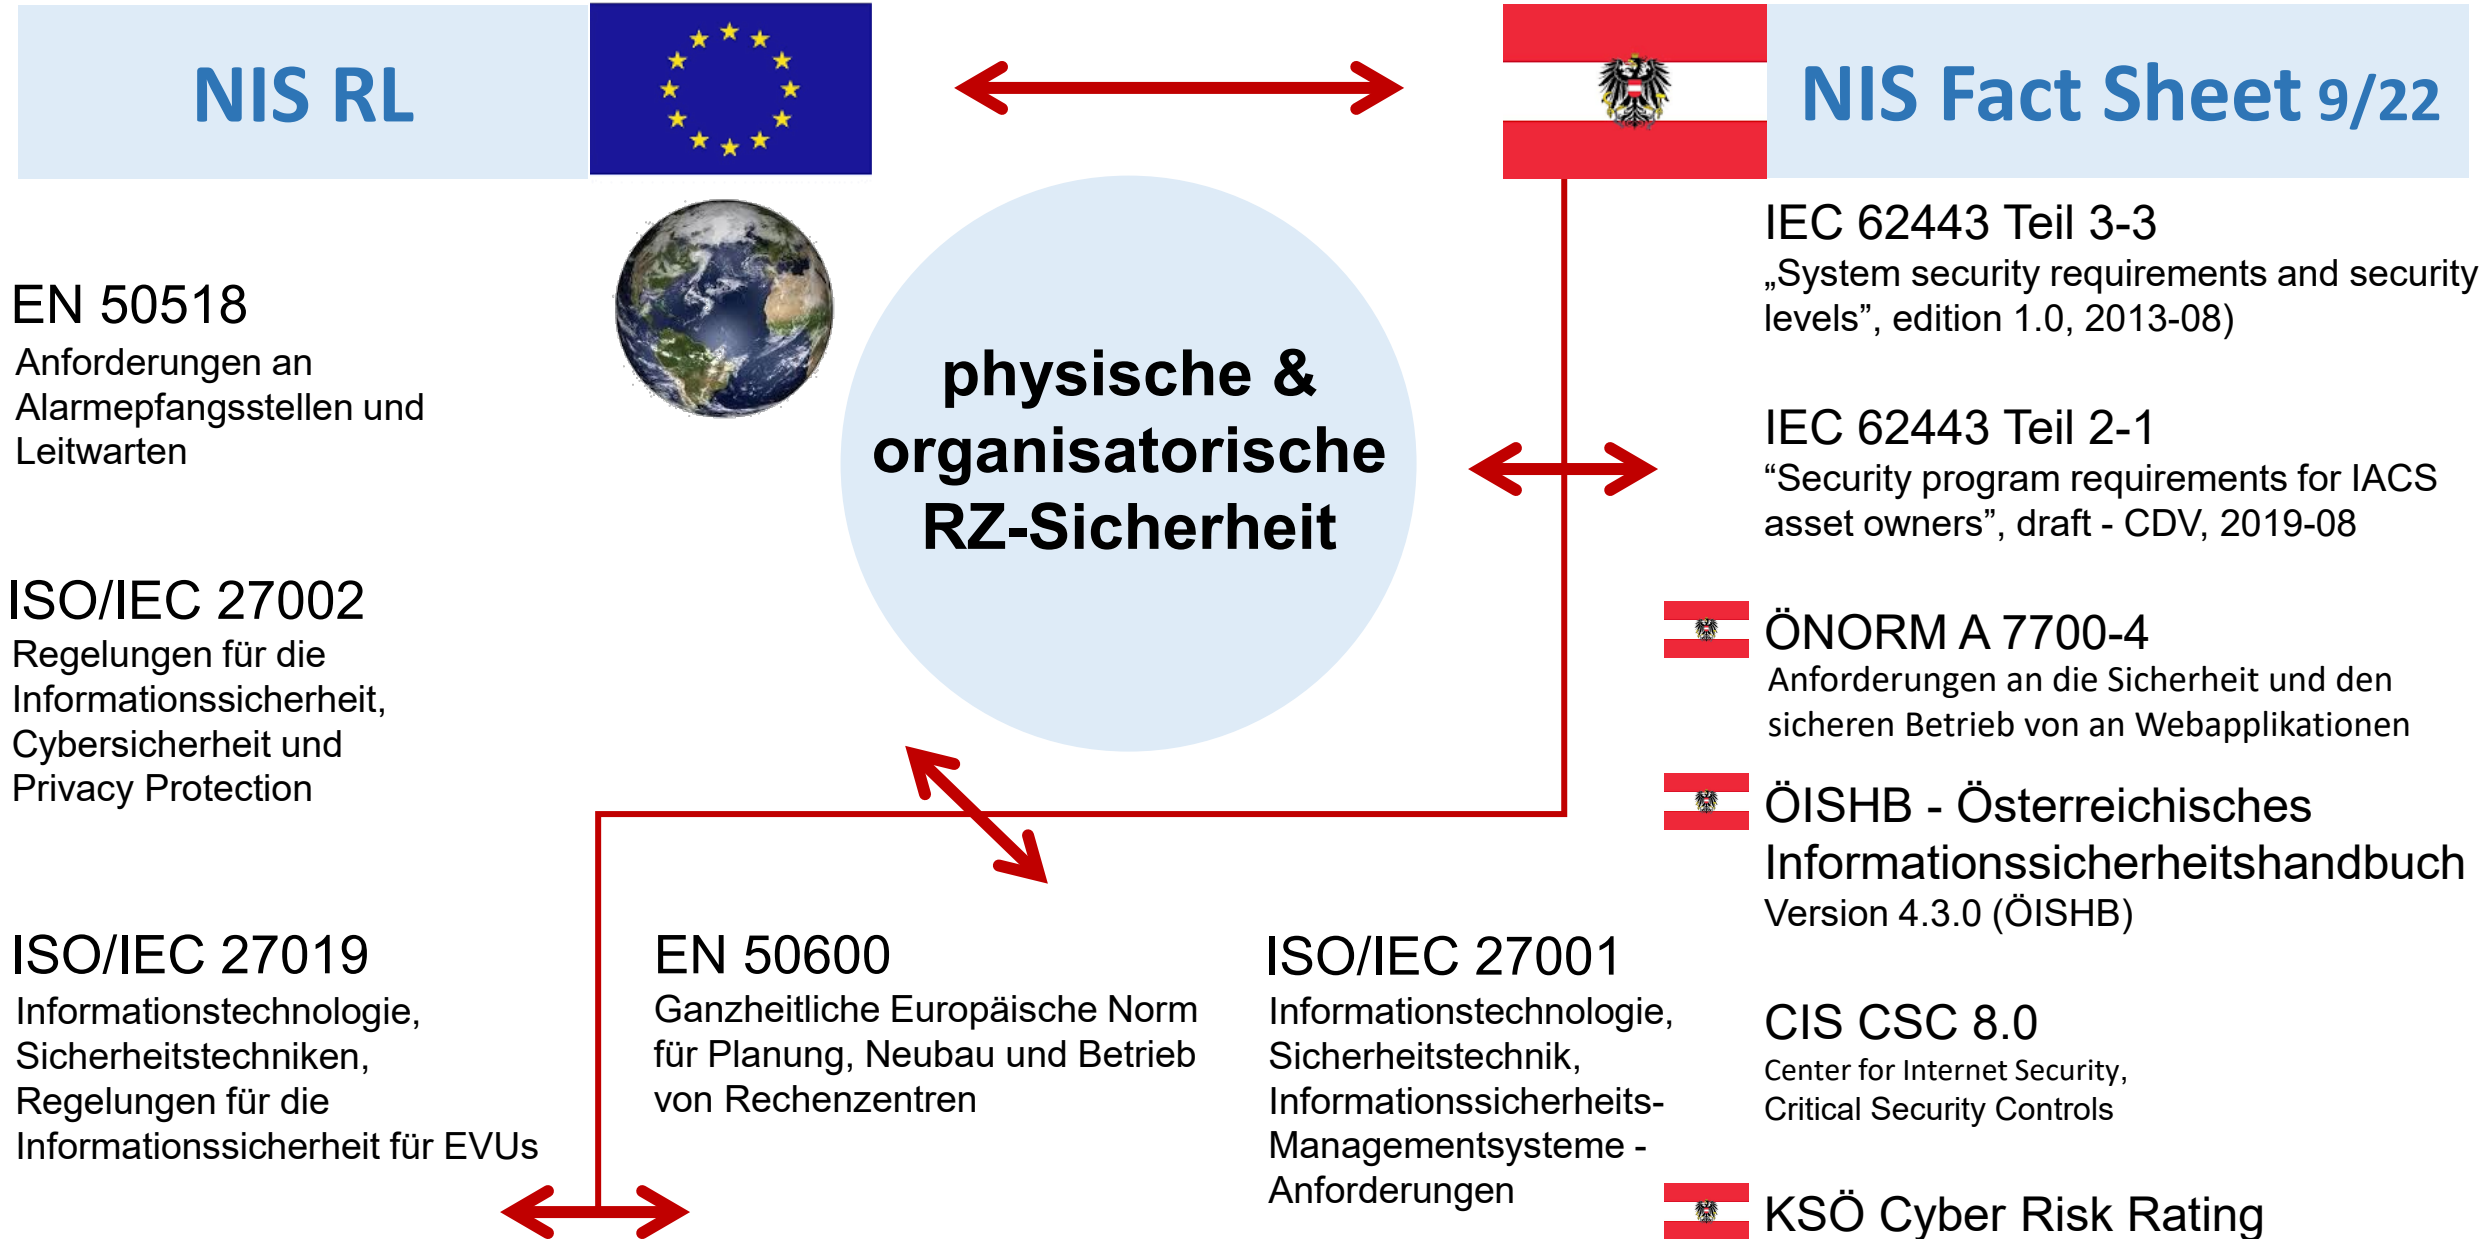 NIS RL
NIS Fact Sheet 9/22
EN 50518
Anforderungen an
Alarmepfangsstellen und
Leitwarten
ISO/IEC 27002
Regelungen für die
Informationssicherheit,
Cybersicherheit und
Privacy Protection
ISO/IEC 27019
Informationstechnologie,
Sicherheitstechniken,
Regelungen für die
Informationssicherheit für EVUs
physische &
organisatorische
RZ-Sicherheit
EN 50600
Ganzheitliche Europäische Norm
für Planung, Neubau und Betrieb
von Rechenzentren
ISO/IEC 27001
Informationstechnologie,
Sicherheitstechnik,
Informationssicherheits-
Managementsysteme -
Anforderungen
IEC 62443 Teil 3-3
„System security requirements and security
levels”, edition 1.0, 2013-08)
IEC 62443 Teil 2-1
“Security program requirements for IACS
asset owners”, draft - CDV, 2019-08
ÖNORM A 7700-4
Anforderungen an die Sicherheit und den
sicheren Betrieb von an Webapplikationen
ÖISHB - Österreichisches
Informationssicherheitshandbuch
Version 4.3.0 (ÖISHB)
CIS CSC 8.0
Center for Internet Security,
Critical Security Controls
KSÖ Cyber Risk Rating